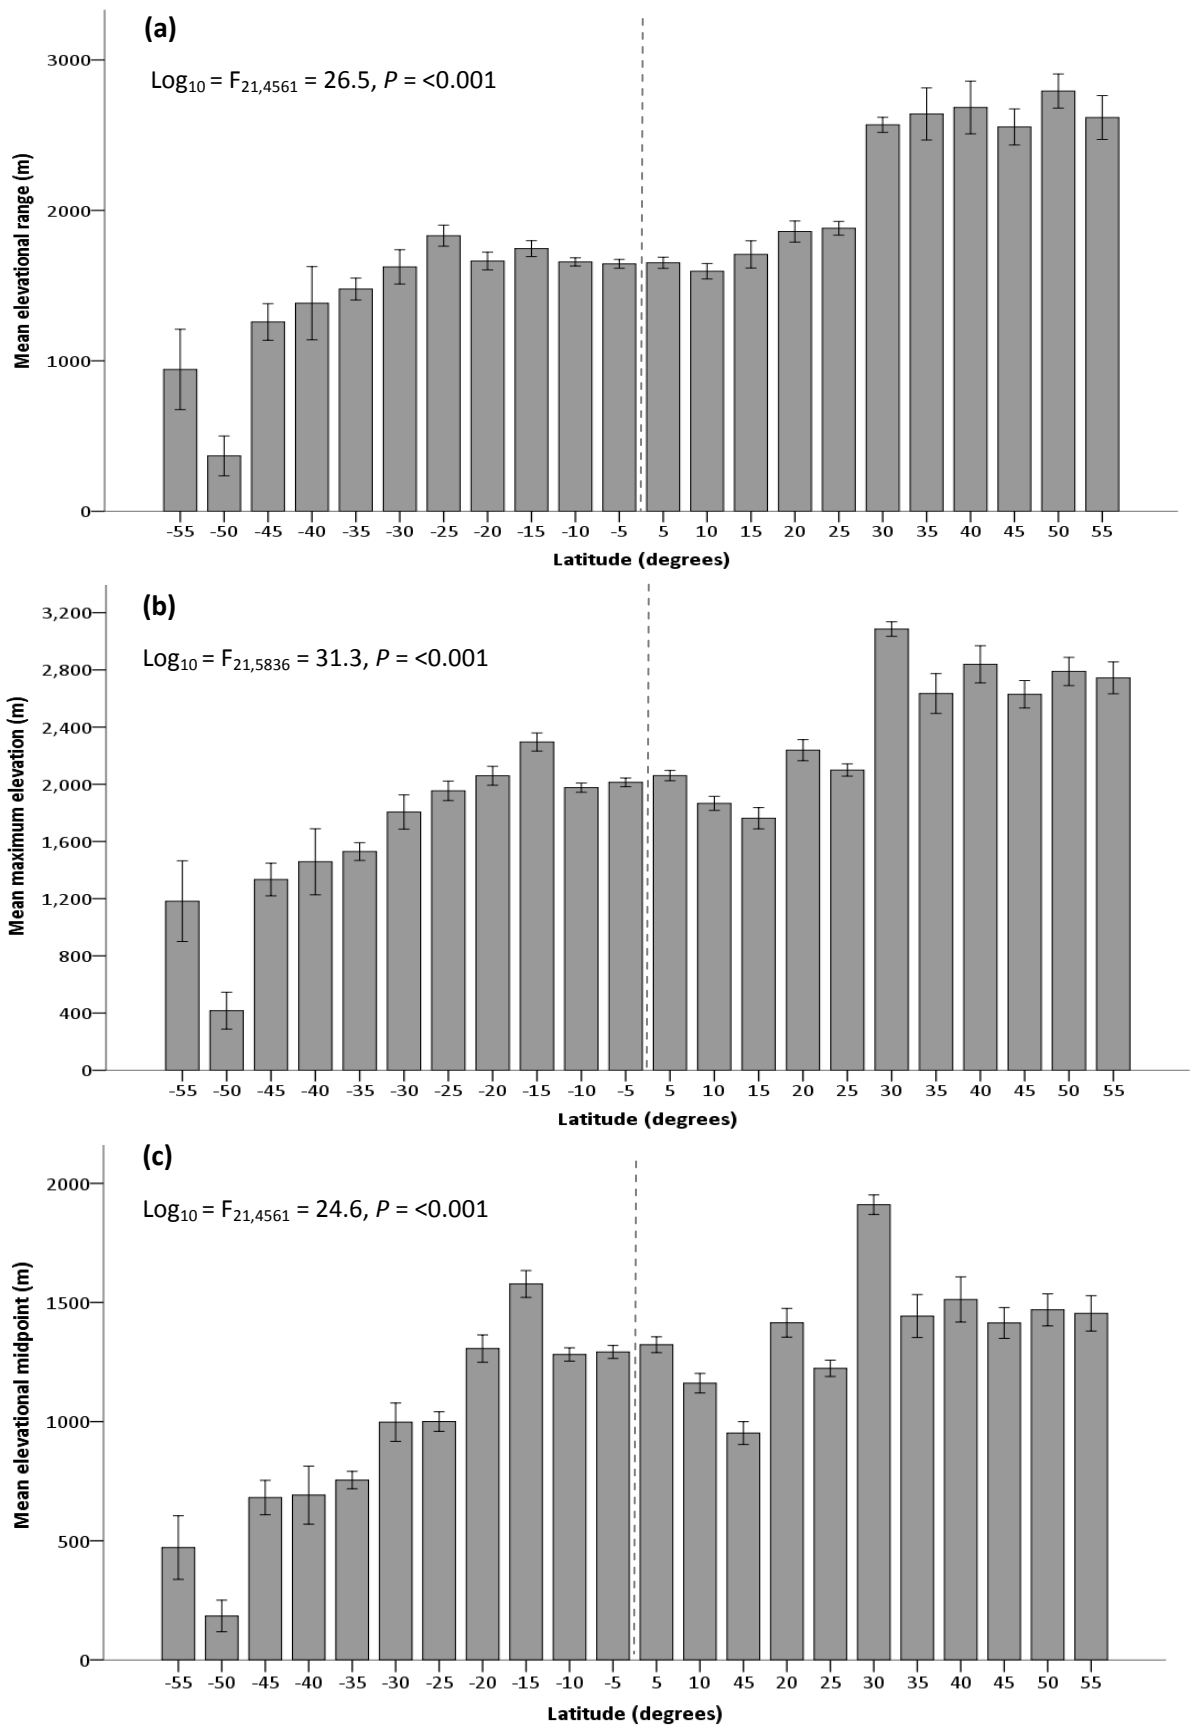 (a)
Log10 = F21,4561 = 26.5, P = <0.001
Mean elevational range (m)
3000
2000
1000
0
-55 -50 -45 -40 -35 -30 -25 -20 -15 -10 -5 5 10 15 20 25 30 35 40 45 50 55
Latitude (degrees)
(b)
Log10 = F21,5836 = 31.3, P = <0.001
Mean maximum elevation (m)
3,200
2,800
2,400
2,000
1,600
1,200
800
400
0
-55 -50 -45 -40 -35 -30 -25 -20 -15 -10 -5 5 10 15 20 25 30 35 40 45 50 55
Latitude (degrees)
(c)
Log10 = F21,4561 = 24.6, P = <0.001
Mean elevational midpoint (m)
2000
1500
1000
500
0
-55 -50 -45 -40 -35 -30 -25 -20 -15 -10 -5 5 10 45 20 25 30 35 40 45 50 55
Latitude (degrees)